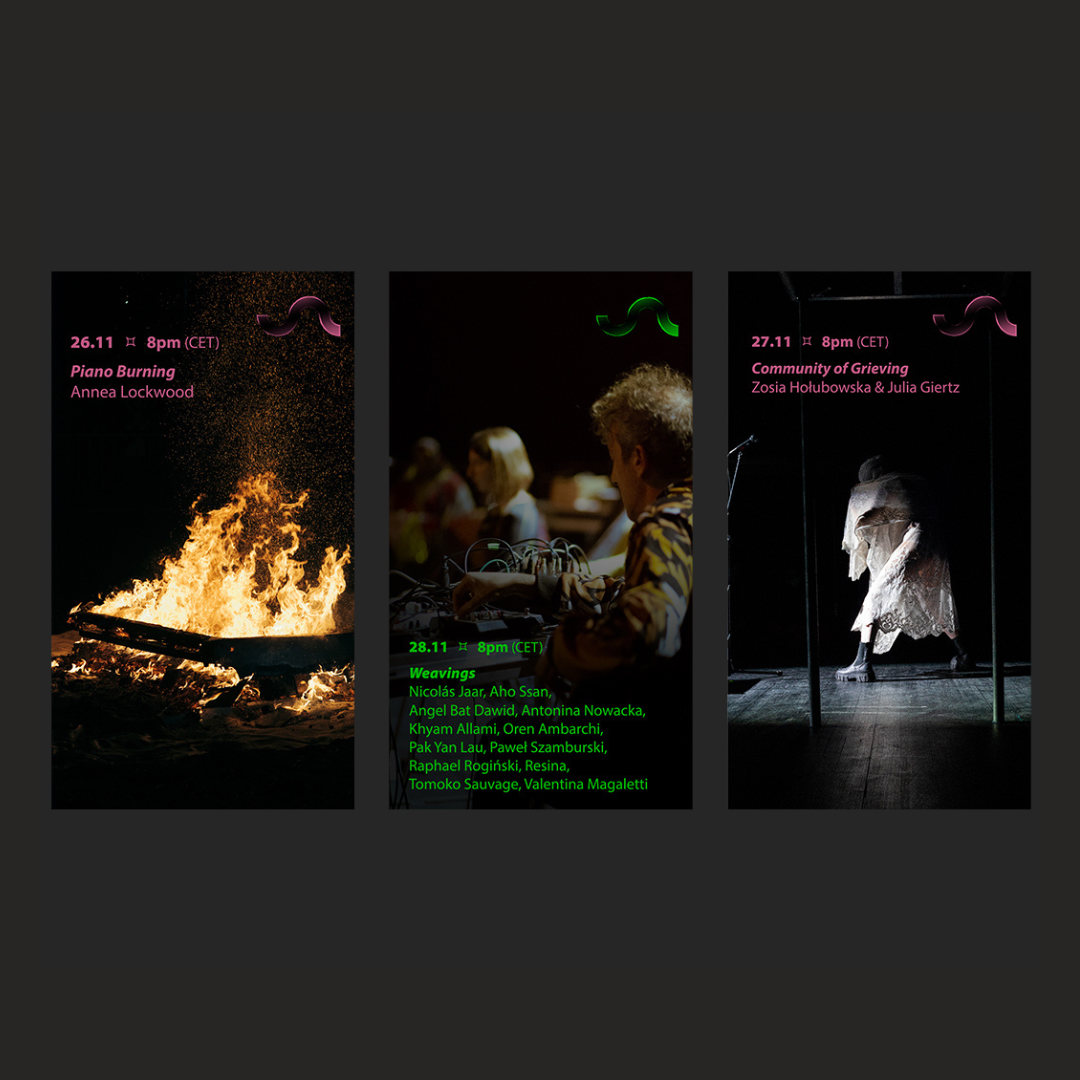 26.11 ¤ 8pm (CET)
Piano Burning
Annea Lockwood
28.11 ¤ 8pm (CET)
Weavings
Nicolás Jaar, Aho Ssan,
Angel Bat Dawid, Antonina Nowacka,
Khyam Allami, Oren Ambarchi,
Pak Yan Lau, Paweł Szamburski,
Raphael Rogiński, Resina,
Tomoko Sauvage, Valentina Magaletti
27.11 ¤ 8pm (CET)
Community of Grieving
Zosia Hołubowska & Julia Giertz